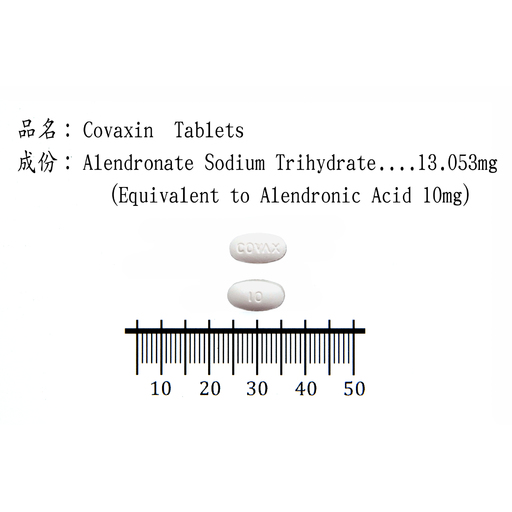 品名：Covaxin Tablets
成份：Alendronate Sodium Trihydrate....13.053mg
(Equivalent to Alendronic Acid 10mg)
COVAX
10
10 20 30 40 50